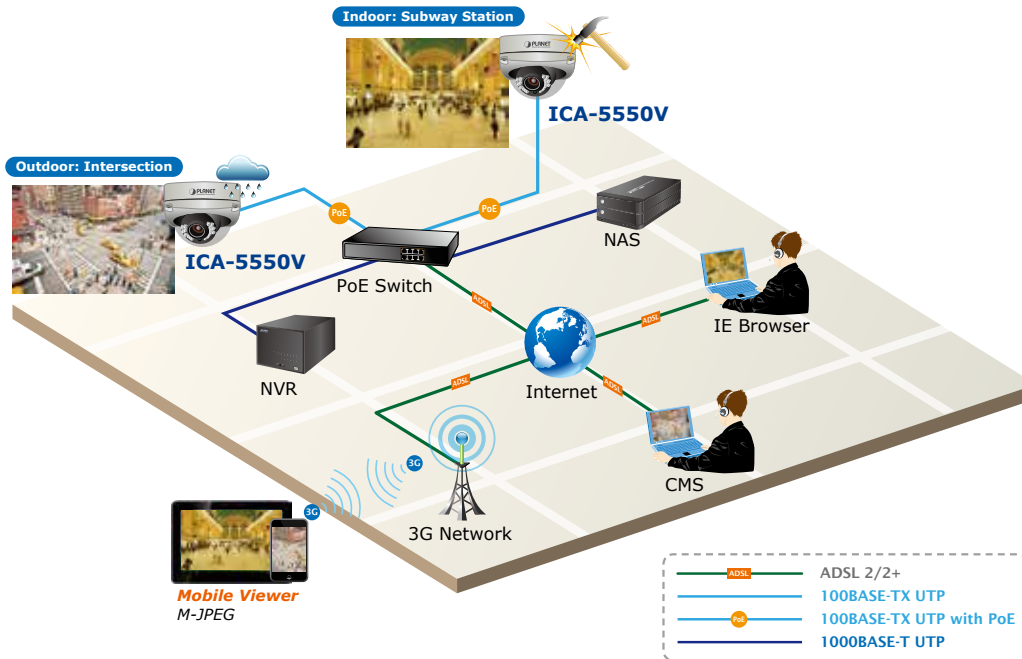 Indoor: Subway Station
PLANET
ICA-5550V
Outdoor: Intersection
PLANET
ICA-5550V
PoE
PoE
NAS
PoE Switch
ADSL
ADSL
IE Browser
NVR
Internet
ADSL
ADSL
CMS
3G
3G
3G Network
Mobile Viewer
M-JPEG
ADSL
ADSL 2/2+
100BASE-TX UTP
PoE
100BASE-TX UTP with PoE
1000BASE-T UTP